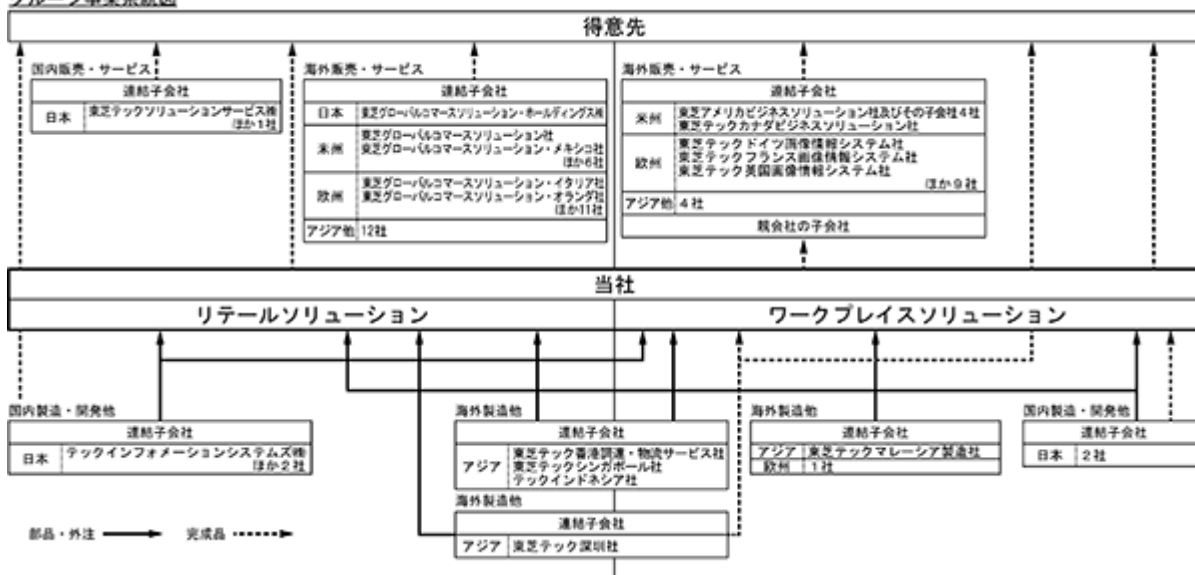 グループ事業系統図
得意先
国内販売・サービス
連結子会社
日本 東芝テックソリューションサービス㈱
ほか1社
海外販売・サービス
連結子会社
日本 東芝グローバルコマースソリューション・ホールディングス㈱
米州 東芝グローバルコマースソリューション社
東芝グローバルコマースソリューション・メキシコ社
ほか6社
欧州 東芝グローバルコマースソリューション・イタリア社
東芝グローバルコマースソリューション・オランダ社
ほか11社
アジア他 12社
海外販売・サービス
連結子会社
米州 東芝アメリカビジネスソリューション社及びその子会社4社
東芝テックカナダビジネスソリューション社
欧州 東芝テックドイツ画像情報システム社
東芝テックフランス画像情報システム社
東芝テック英国画像情報システム社
ほか9社
アジア他 4社
親会社の子会社
当社
リテールソリューション
ワークプレイスソリューション
国内製造・開発他
連結子会社
日本 テックインフォメーションシステムズ㈱
ほか2社
海外製造他
連結子会社
アジア 東芝テック香港調達・物流サービス社
東芝テックシンガポール社
テックインドネシア社
海外製造他
連結子会社
アジア 東芝テック深圳社
海外製造他
連結子会社
アジア 東芝テックマレーシア製造社
欧州 1社
国内製造・開発他
連結子会社
日本 2社
部品・外注
完成品